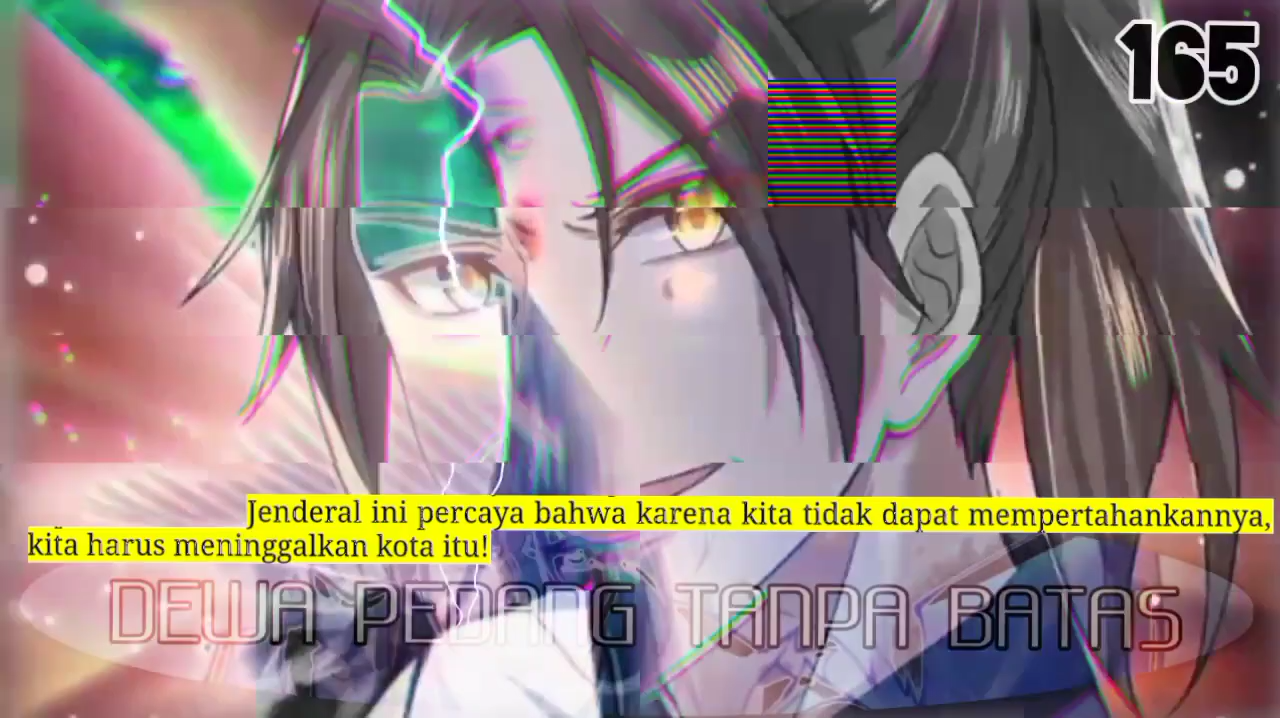 165
Jenderal ini percaya bahwa karena kita tidak dapat mempertahankannya,
kita harus meninggalkan kota itu!
DEWA PEDANG TANPA BATAS